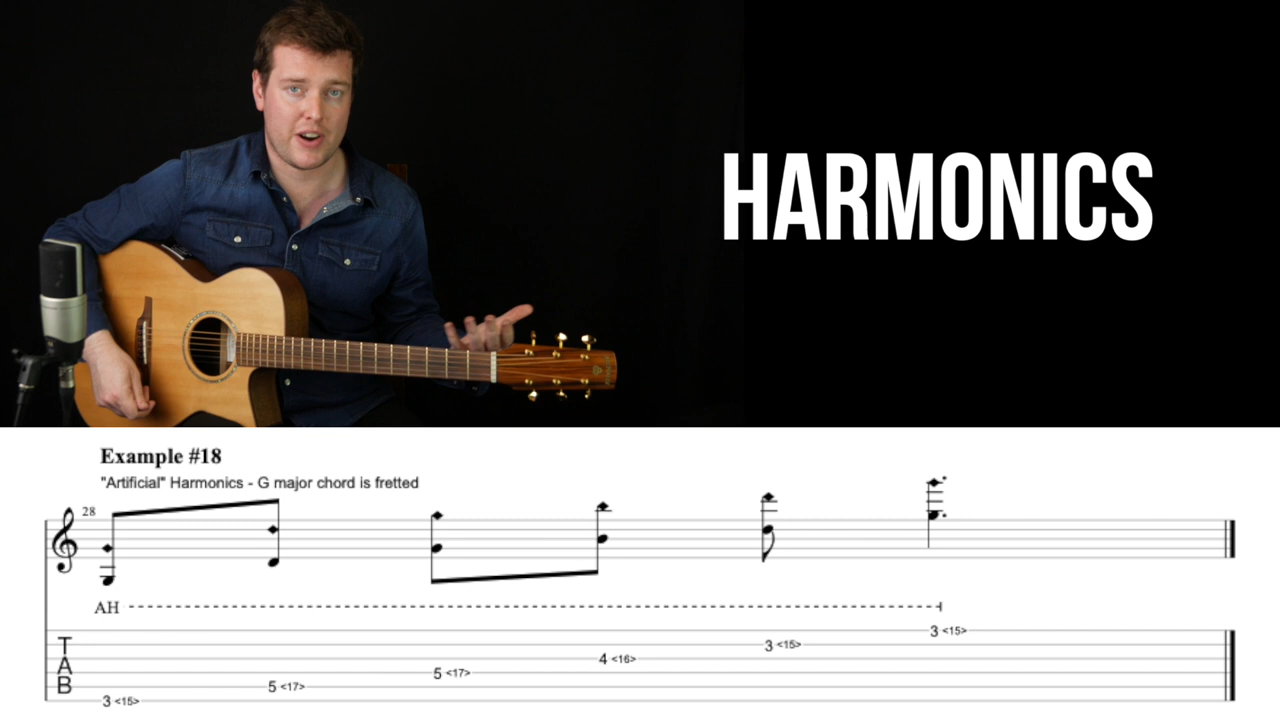 HARMONICS
Example #18
"Artificial" Harmonics - G major chord is fretted
28
AH
T
A
B
3 <15>
5 <17>
5 <17>
4 <16>
3 <15>
3 <15>